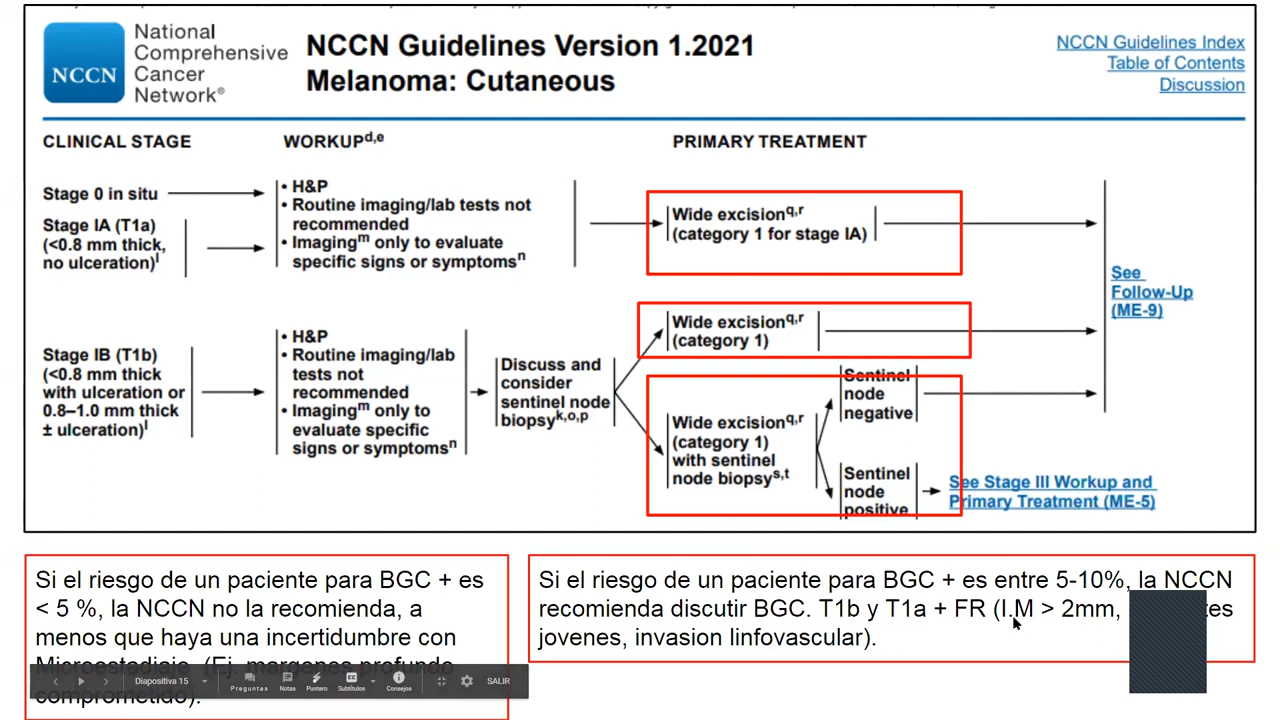 National
Comprehensive
Cancer
Network®
NCCN
NCCN Guidelines Version 1.2021
Melanoma: Cutaneous
NCCN Guidelines Index
Table of Contents
Discussion
CLINICAL STAGE
WORKUPd,e
PRIMARY TREATMENT
Stage 0 in situ
Stage IA (T1a)
(<0.8 mm thick,
no ulceration)l
• H&P
• Routine imaging/lab tests not
recommended
• Imagingm only to evaluate
specific signs or symptomsn
Wide excisionq,r
(category 1 for stage IA)
See
Follow-Up
(ME-9)
Stage IB (T1b)
(<0.8 mm thick
with ulceration or
0.8–1.0 mm thick
± ulceration)l
• H&P
• Routine imaging/lab
tests not
recommended
• Imagingm only to
evaluate specific
signs or symptomsn
Discuss and
consider
sentinel node
biopsyk,o,p
Wide excisionq,r
(category 1)
Wide excisionq,r
(category 1)
with sentinel
node biopsys,t
Sentinel
node
negative
Sentinel
node
positive
See Stage III Workup and
Primary Treatment (ME-5)
Si el riesgo de un paciente para BGC + es
< 5 %, la NCCN no la recomienda, a
menos que haya una incertidumbre con
Microestadiaje (Ej. margenes profundo
comprometido).
Si el riesgo de un paciente para BGC + es entre 5-10%, la NCCN
recomienda discutir BGC. T1b y T1a + FR (I.M > 2mm,
jovenes, invasion linfovascular).
Diapositiva 15
Preguntas
Notas
Puntero
Subtítulos
Consejos
SALIR